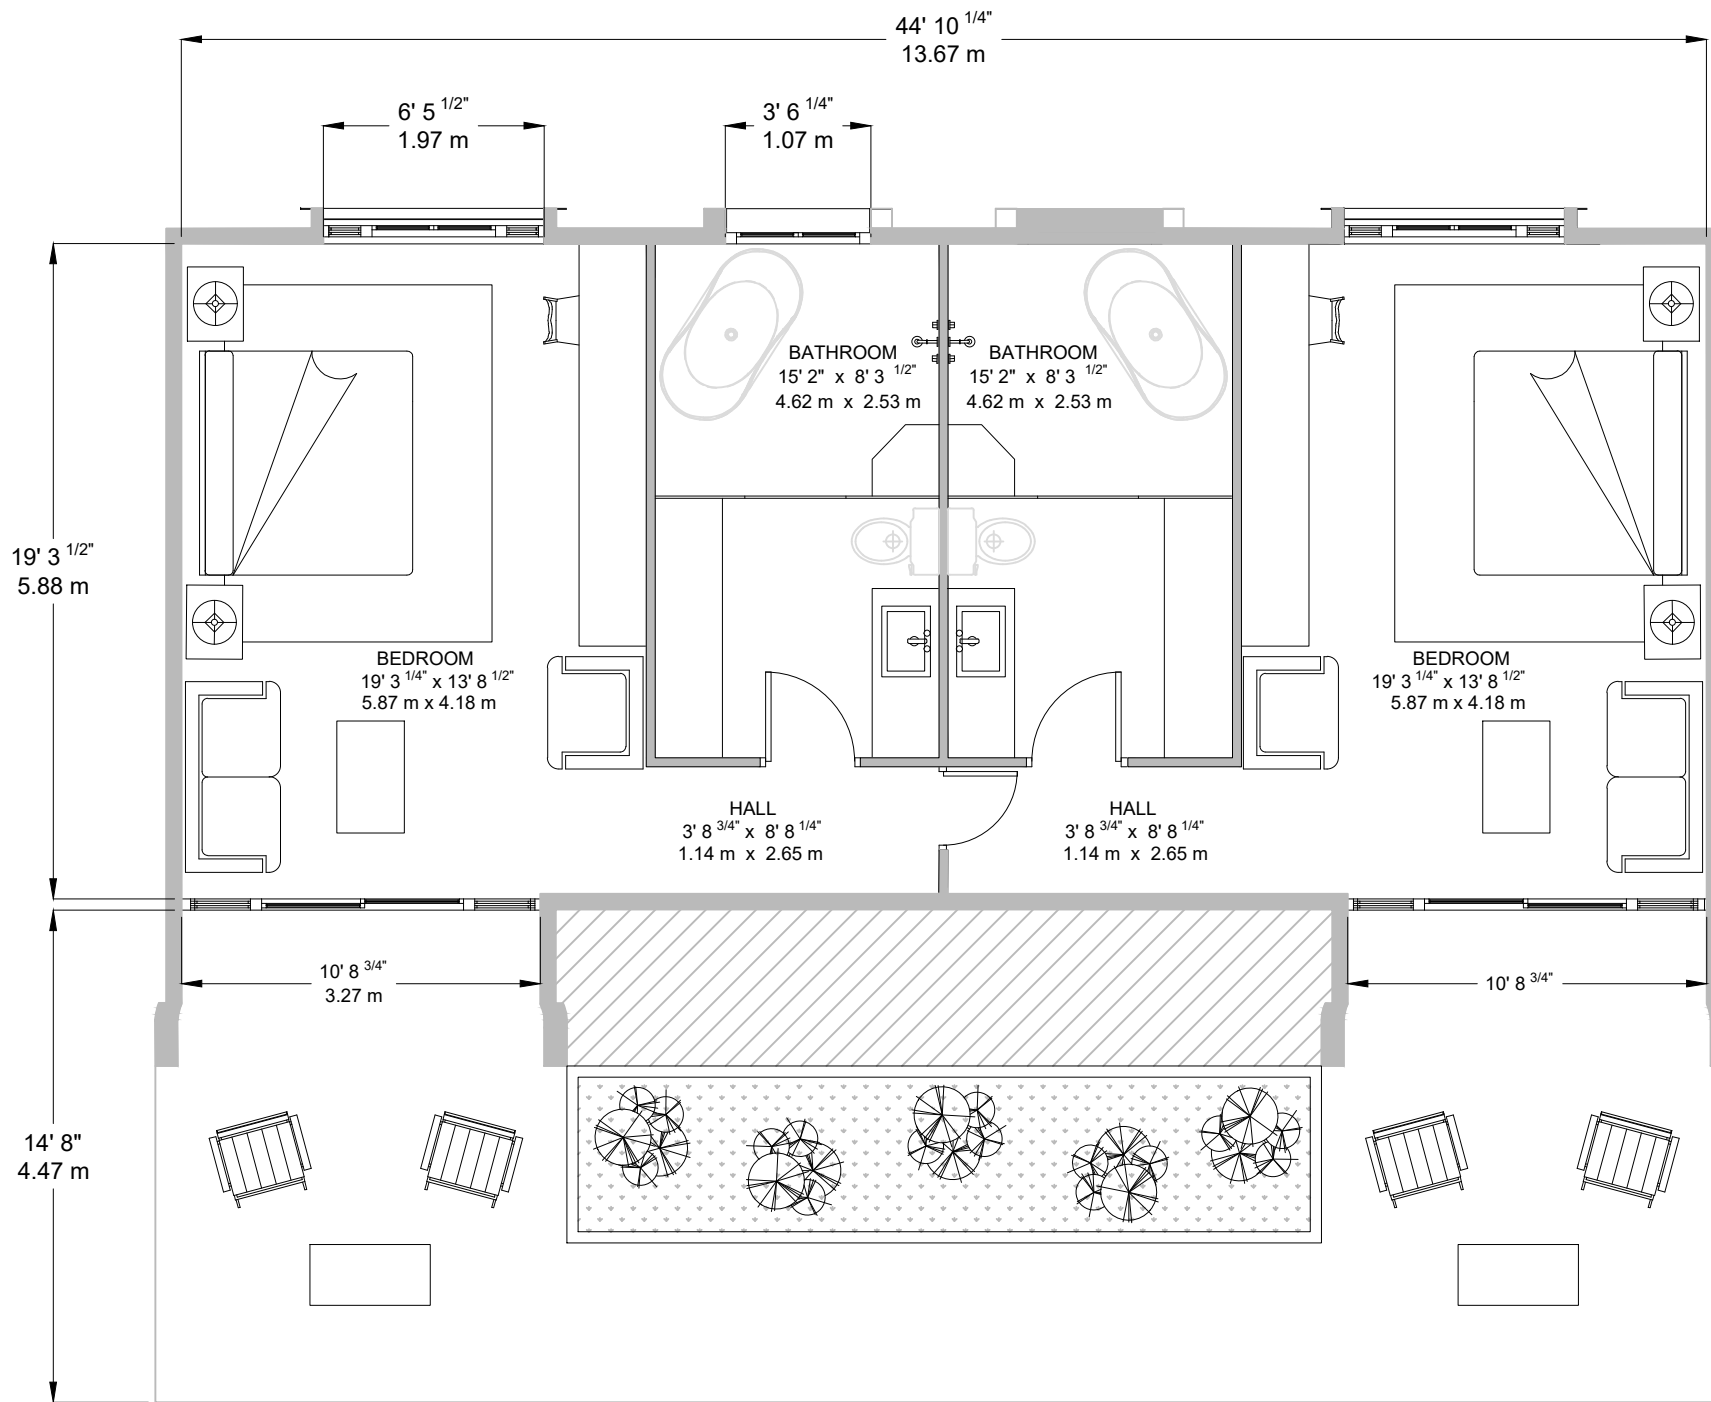 44' 10 1/4"
13.67 m
6' 5 1/2"
1.97 m
3' 6 1/4"
1.07 m
BATHROOM
15' 2" x 8' 3 1/2"
4.62 m x 2.53 m
BATHROOM
15' 2" x 8' 3 1/2"
4.62 m x 2.53 m
19' 3 1/2"
5.88 m
BEDROOM
19' 3 1/4" x 13' 8 1/2"
5.87 m x 4.18 m
BEDROOM
19' 3 1/4" x 13' 8 1/2"
5.87 m x 4.18 m
HALL
3' 8 3/4" x 8' 8 1/4"
1.14 m x 2.65 m
HALL
3' 8 3/4" x 8' 8 1/4"
1.14 m x 2.65 m
10' 8 3/4"
3.27 m
10' 8 3/4"
14' 8"
4.47 m